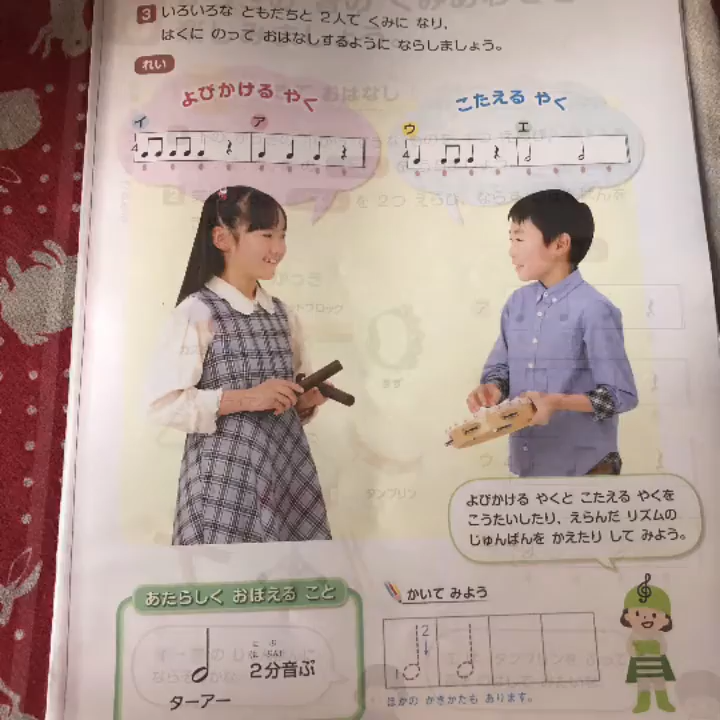 3 いろいろな ともだちと 2人で くみに なり,
はくに のって おはなしするように ならしましょう。
れい
よびかける やく
イ
ア
こたえる やく
ウ
エ
よびかける やくと こたえる やくを
こうたいしたり, えらんだ リズムの
じゅんばんを かえたり して みよう。
あたらしく おぼえる こと
2分音ぷ
ターアー
かいて みよう
1
2
ほかの かきかたも あります。